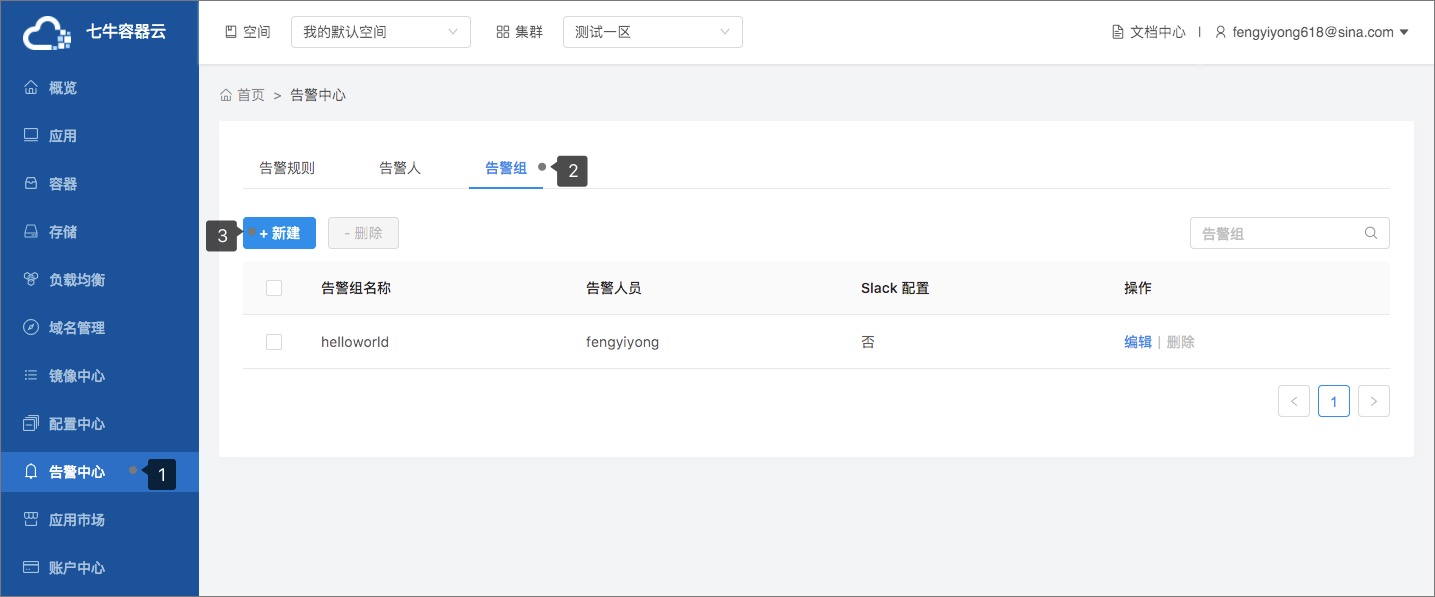 七牛容器云
空间 我的默认空间 集群 测试一区 文档中心 | fengyiyong618@sina.com
概览
应用
容器
存储
负载均衡
域名管理
镜像中心
配置中心
告警中心 1
应用市场
账户中心
首页 > 告警中心
告警规则 告警人 告警组 2
3 + 新建 - 删除 告警组
告警组名称 告警人员 Slack 配置 操作
helloworld fengyiyong 否 编辑 | 删除
< 1 >